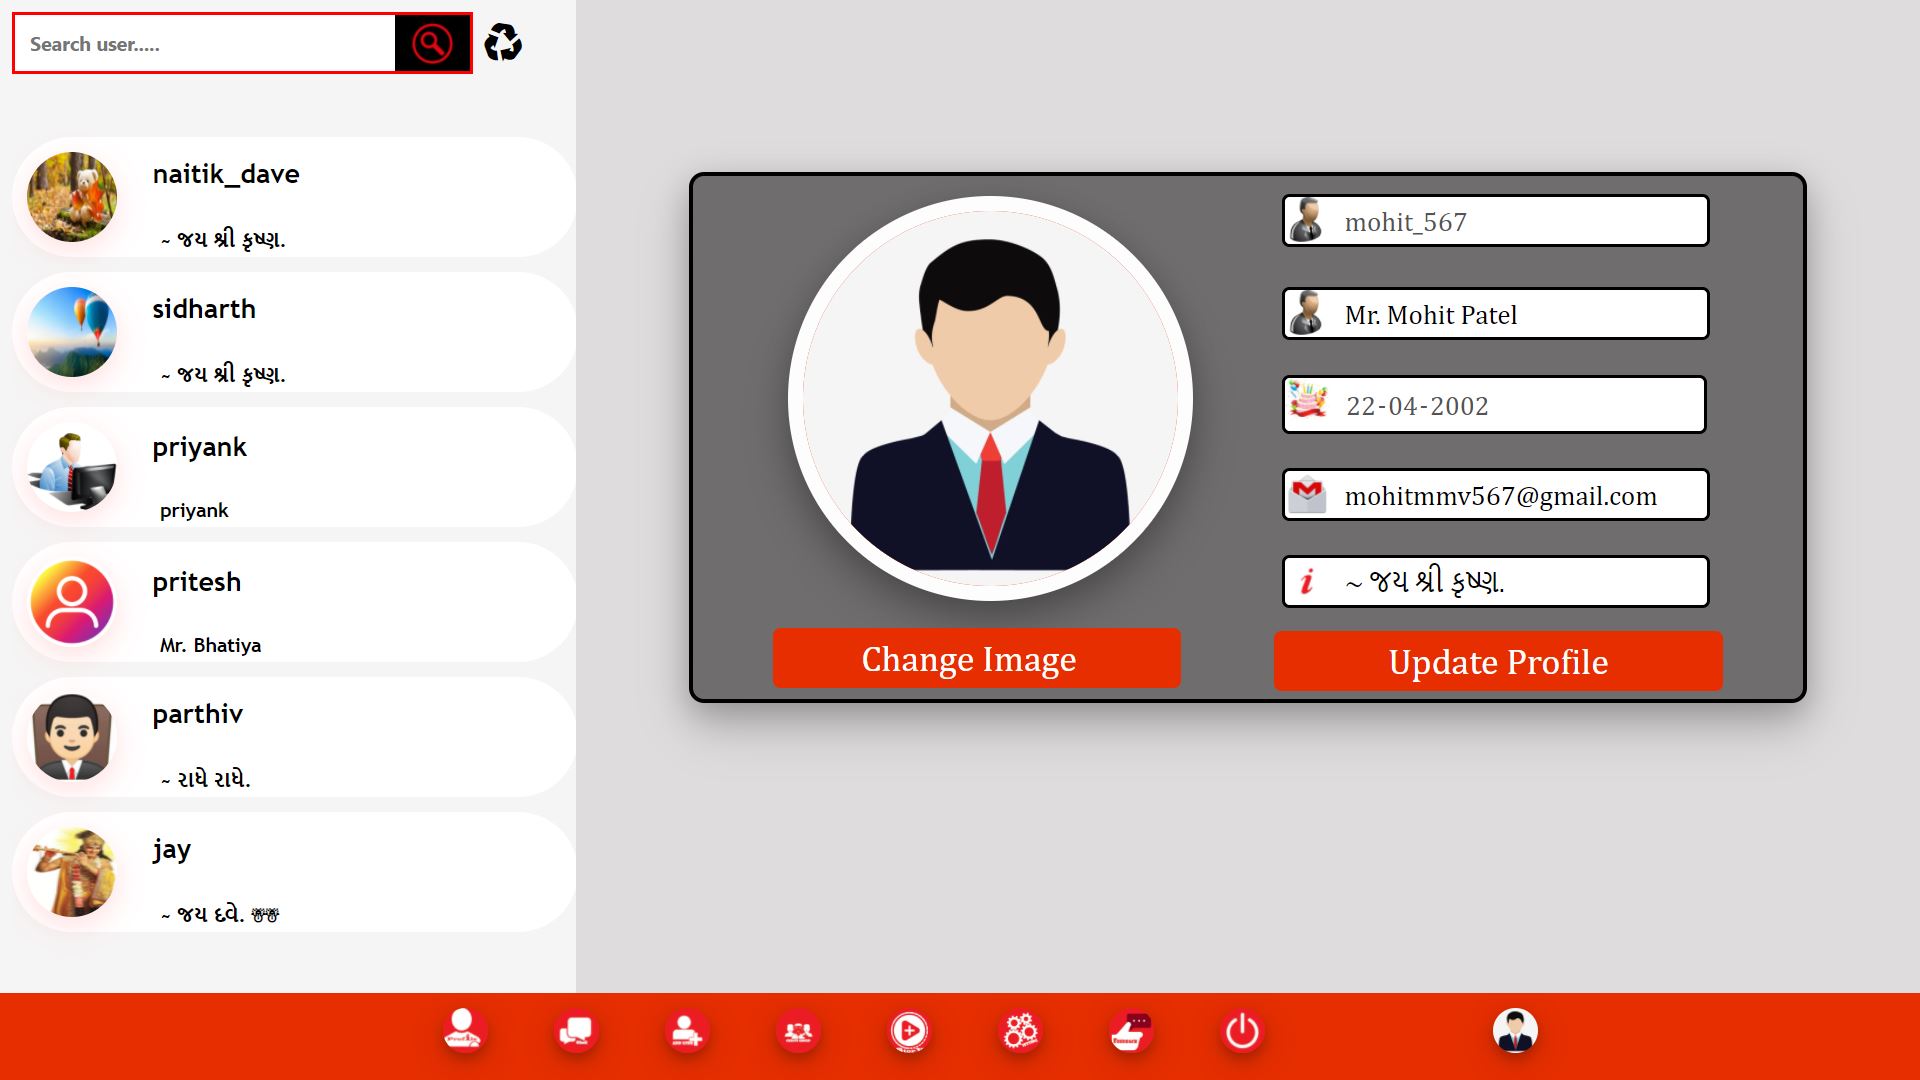 Search user.....
naitik_dave
~ જય શ્રી કૃષ્ણ.
sidharth
~ જય શ્રી કૃષ્ણ.
priyank
priyank
pritesh
Mr. Bhatiya
parthiv
~ રાધે રાધે.
jay
~ જય દવે. ☃☃
mohit_567
Mr. Mohit Patel
22-04-2002
mohitmmv567@gmail.com
~ જય શ્રી કૃષ્ણ.
Change Image
Update Profile